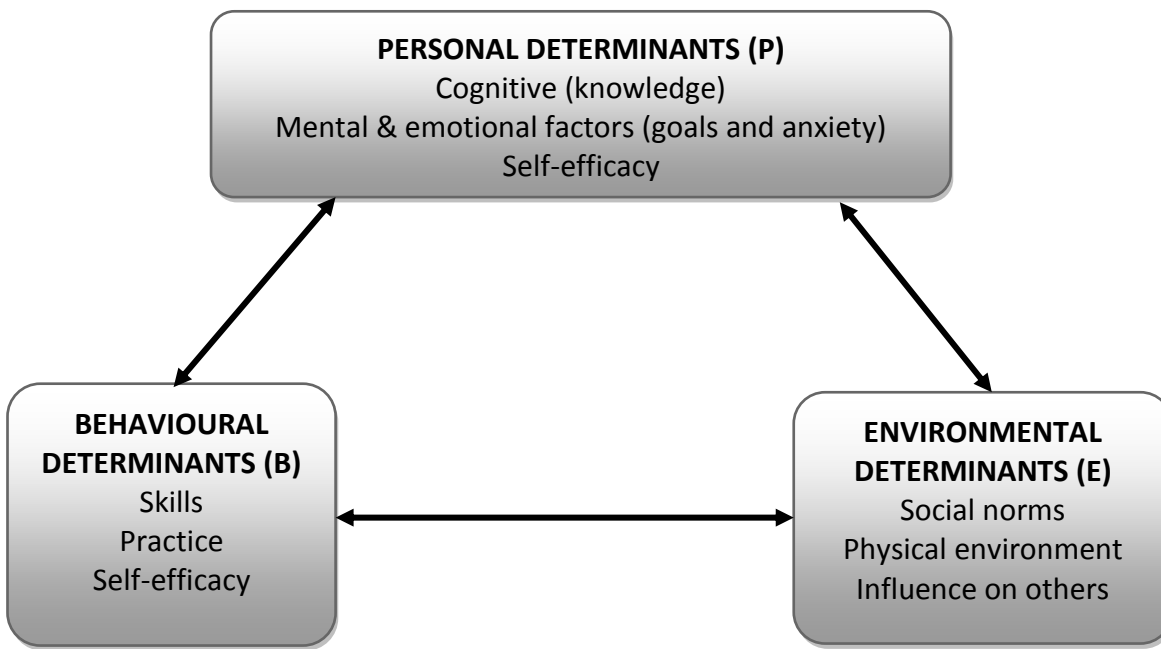 PERSONAL DETERMINANTS (P)
Cognitive (knowledge)
Mental & emotional factors (goals and anxiety)
Self-efficacy
BEHAVIOURAL
DETERMINANTS (B)
Skills
Practice
Self-efficacy
ENVIRONMENTAL
DETERMINANTS (E)
Social norms
Physical environment
Influence on others